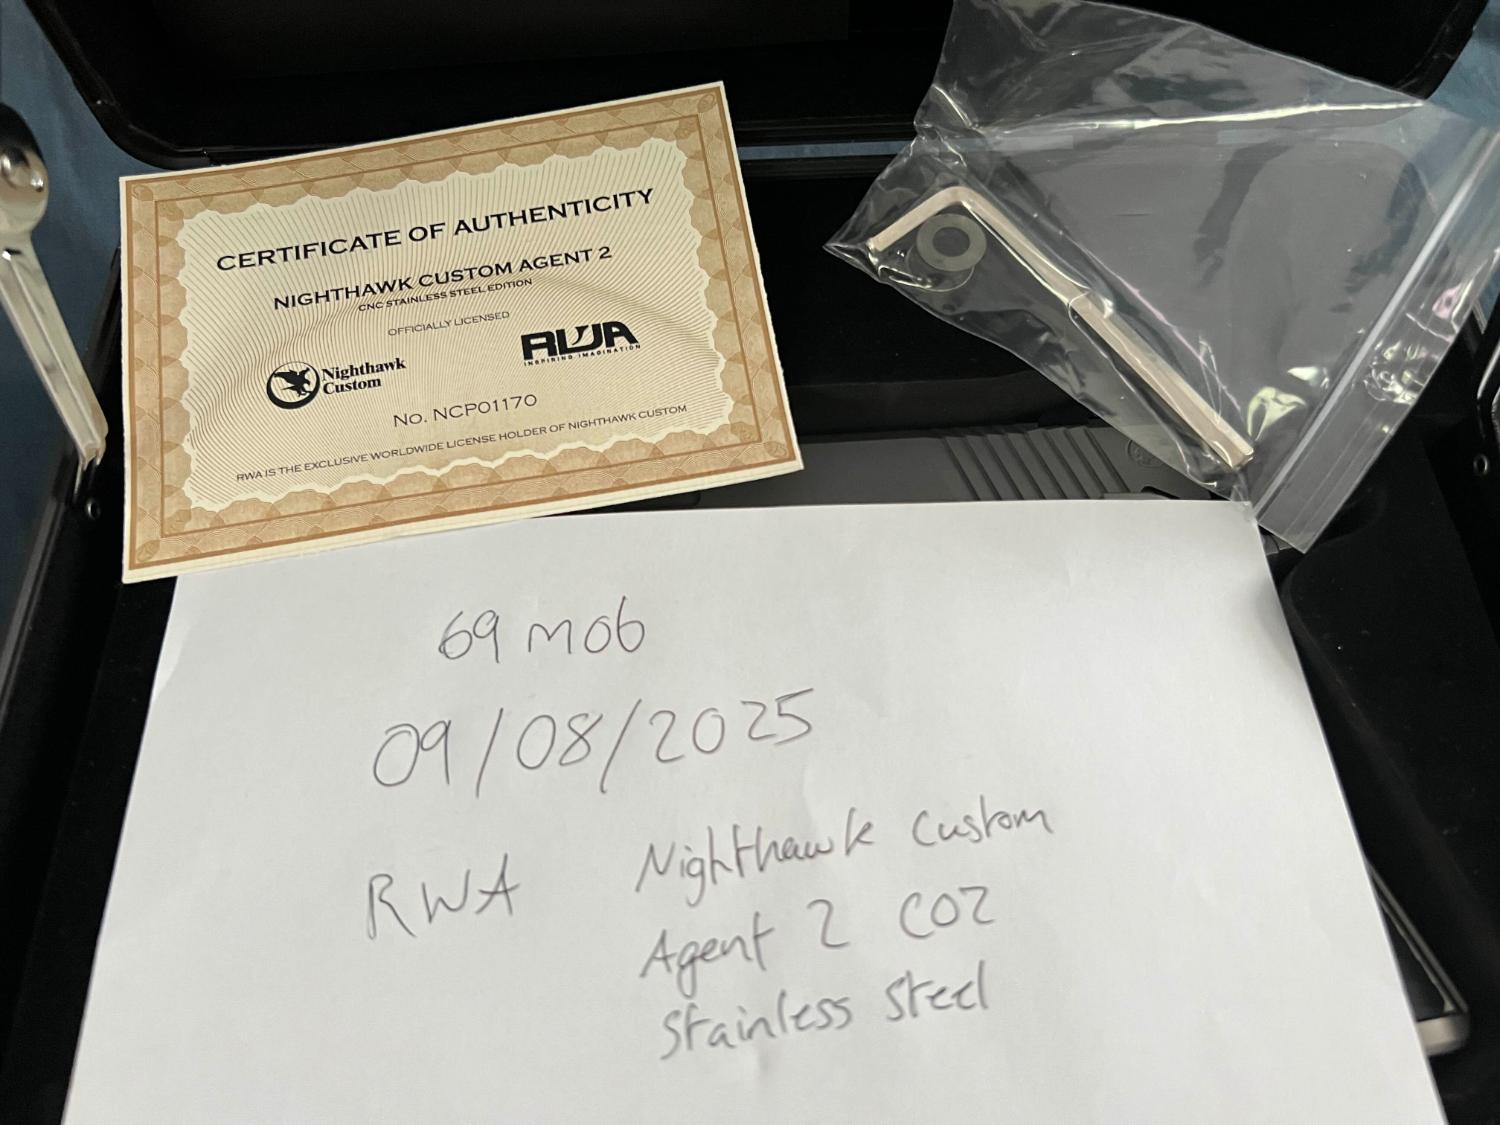 CERTIFICATE OF AUTHENTICITY
NIGHTHAWK CUSTOM AGENT 2
CNC STAINLESS STEEL EDITION
OFFICIALLY LICENSED
Nighthawk
Custom
RWA
INSPIRING IMAGINATION
No. NCP01170
RWA IS THE EXCLUSIVE WORLDWIDE LICENSE HOLDER OF NIGHTHAWK CUSTOM
69mob
09/08/2025
RWA Nighthawk Custom
Agent 2 CO2
Stainless Steel